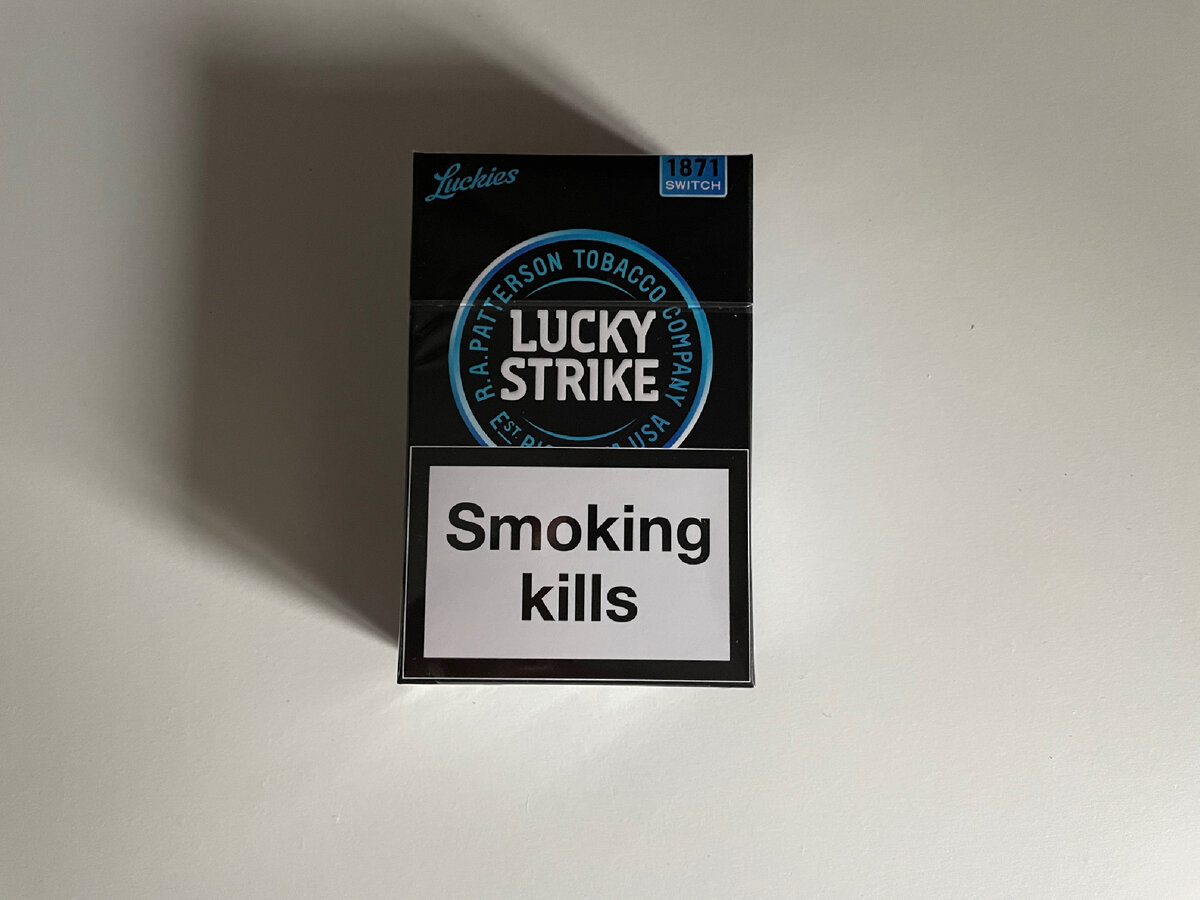 Luckies
1871
SWITCH
R.A. PATTERSON TOBACCO COMPANY
LUCKY
STRIKE
EST. USA
Smoking
kills